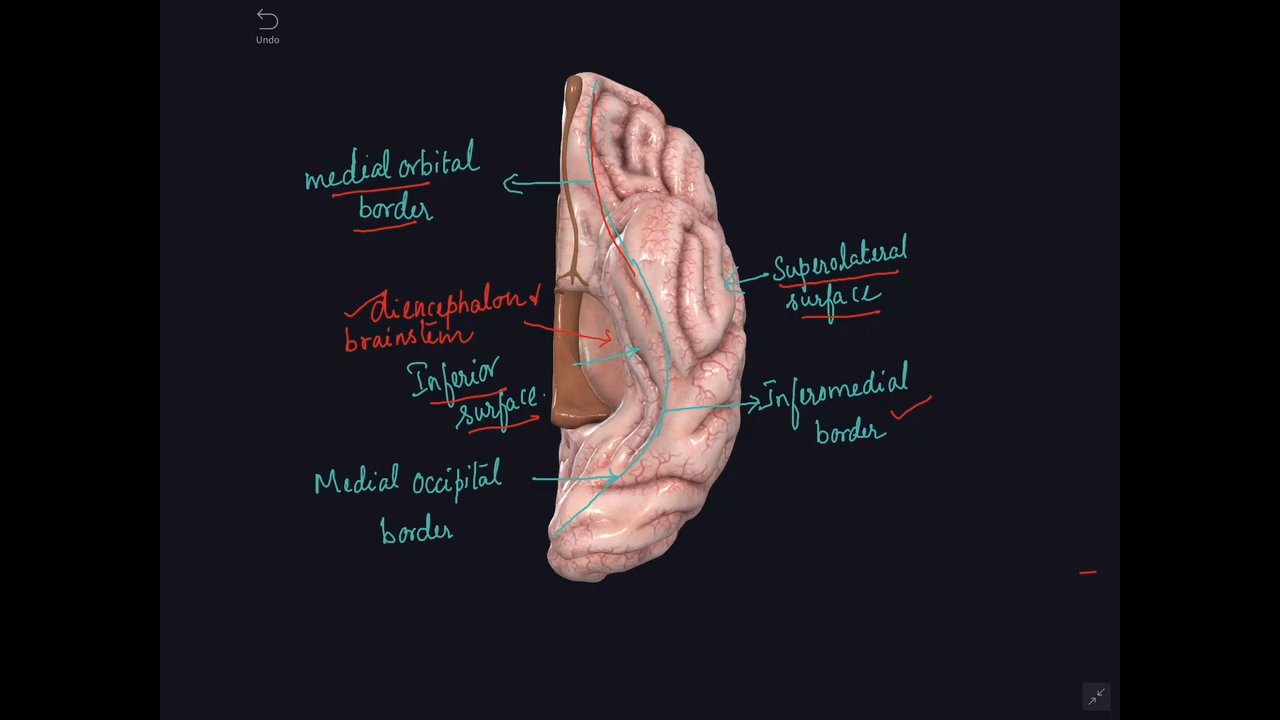 Undo
medial orbital
border
Superolateral
surface
diencephalon &
brainstem
Inferior
surface.
Inferomedial
border
Medial occipital
border